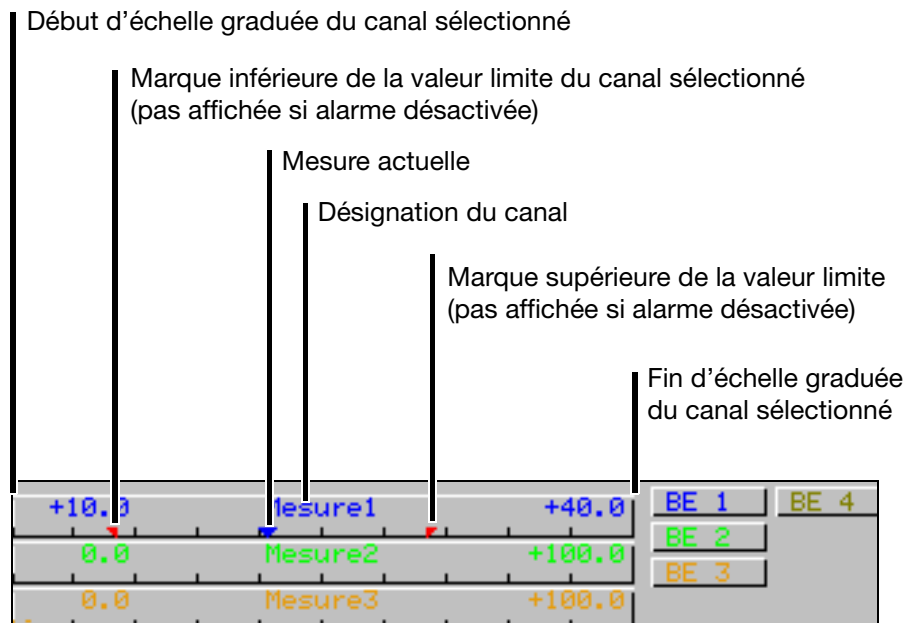 Début d’échelle graduée du canal sélectionné
Marque inférieure de la valeur limite du canal sélectionné
(pas affichée si alarme désactivée)
Mesure actuelle
Désignation du canal
Marque supérieure de la valeur limite
(pas affichée si alarme désactivée)
Fin d’échelle graduée
du canal sélectionné
+10.0 Mesure1 +40.0 BE 1 BE 4
0.0 Mesure2 +100.0 BE 2
0.0 Mesure3 +100.0 BE 3